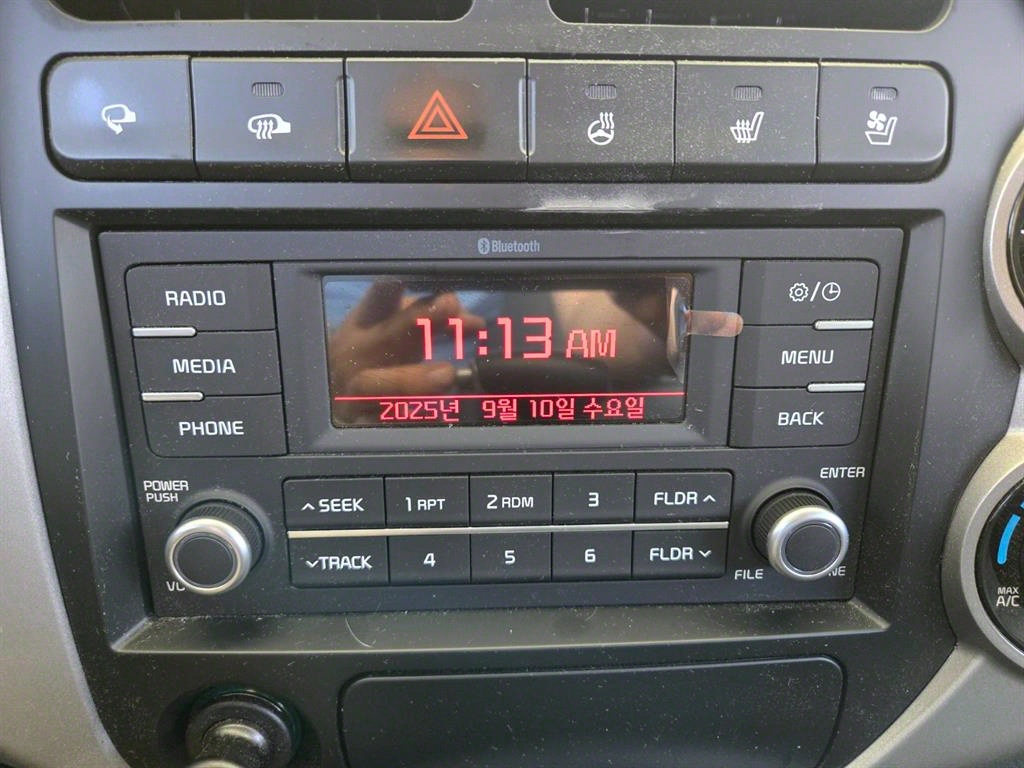 Bluetooth
RADIO
MEDIA
PHONE
11:13 AM
2025년 9월 10일 수요일
MENU
BACK
POWER
PUSH
ENTER
SEEK
1 RPT
2 RDM
3
FLDR
TRACK
4
5
6
FLDR
FILE
MAX
A/C